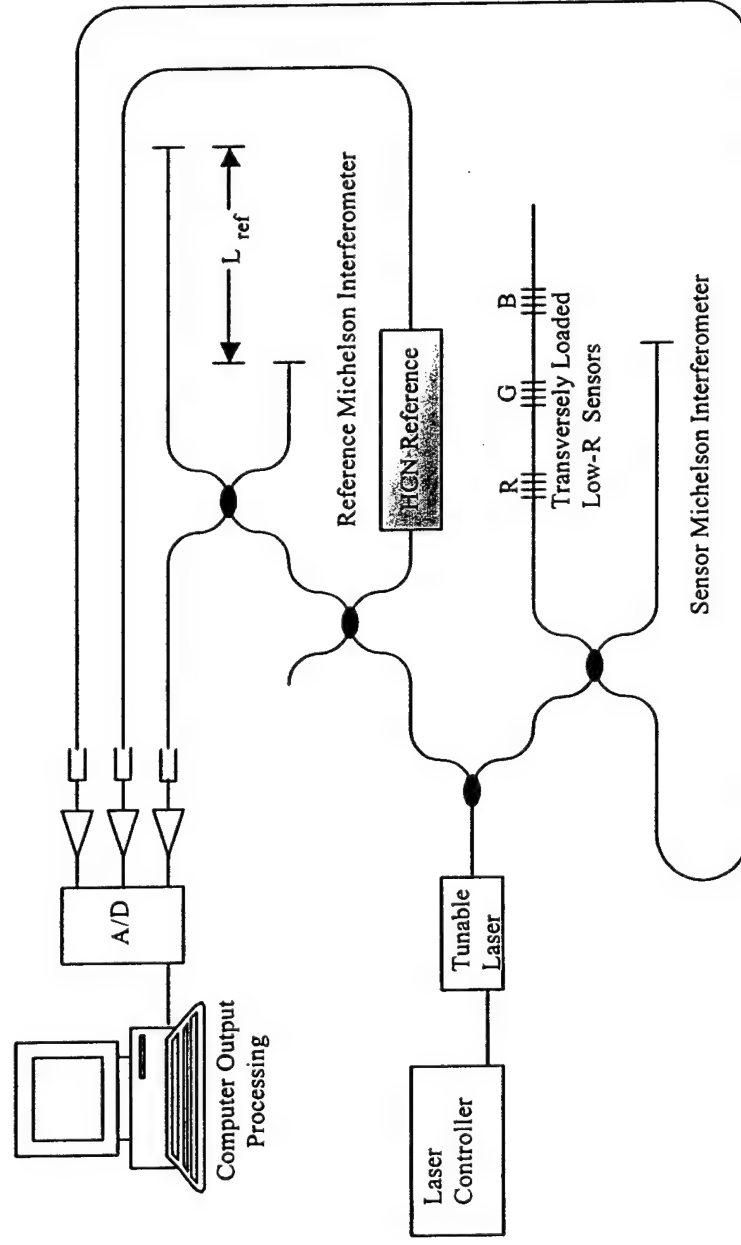 Computer Output
Processing
A/D
L ref
Reference Michelson Interferometer
HCN-Reference
Laser
Controller
Tunable
Laser
R G B
Transversely Loaded
Low-R Sensors
Sensor Michelson Interferometer